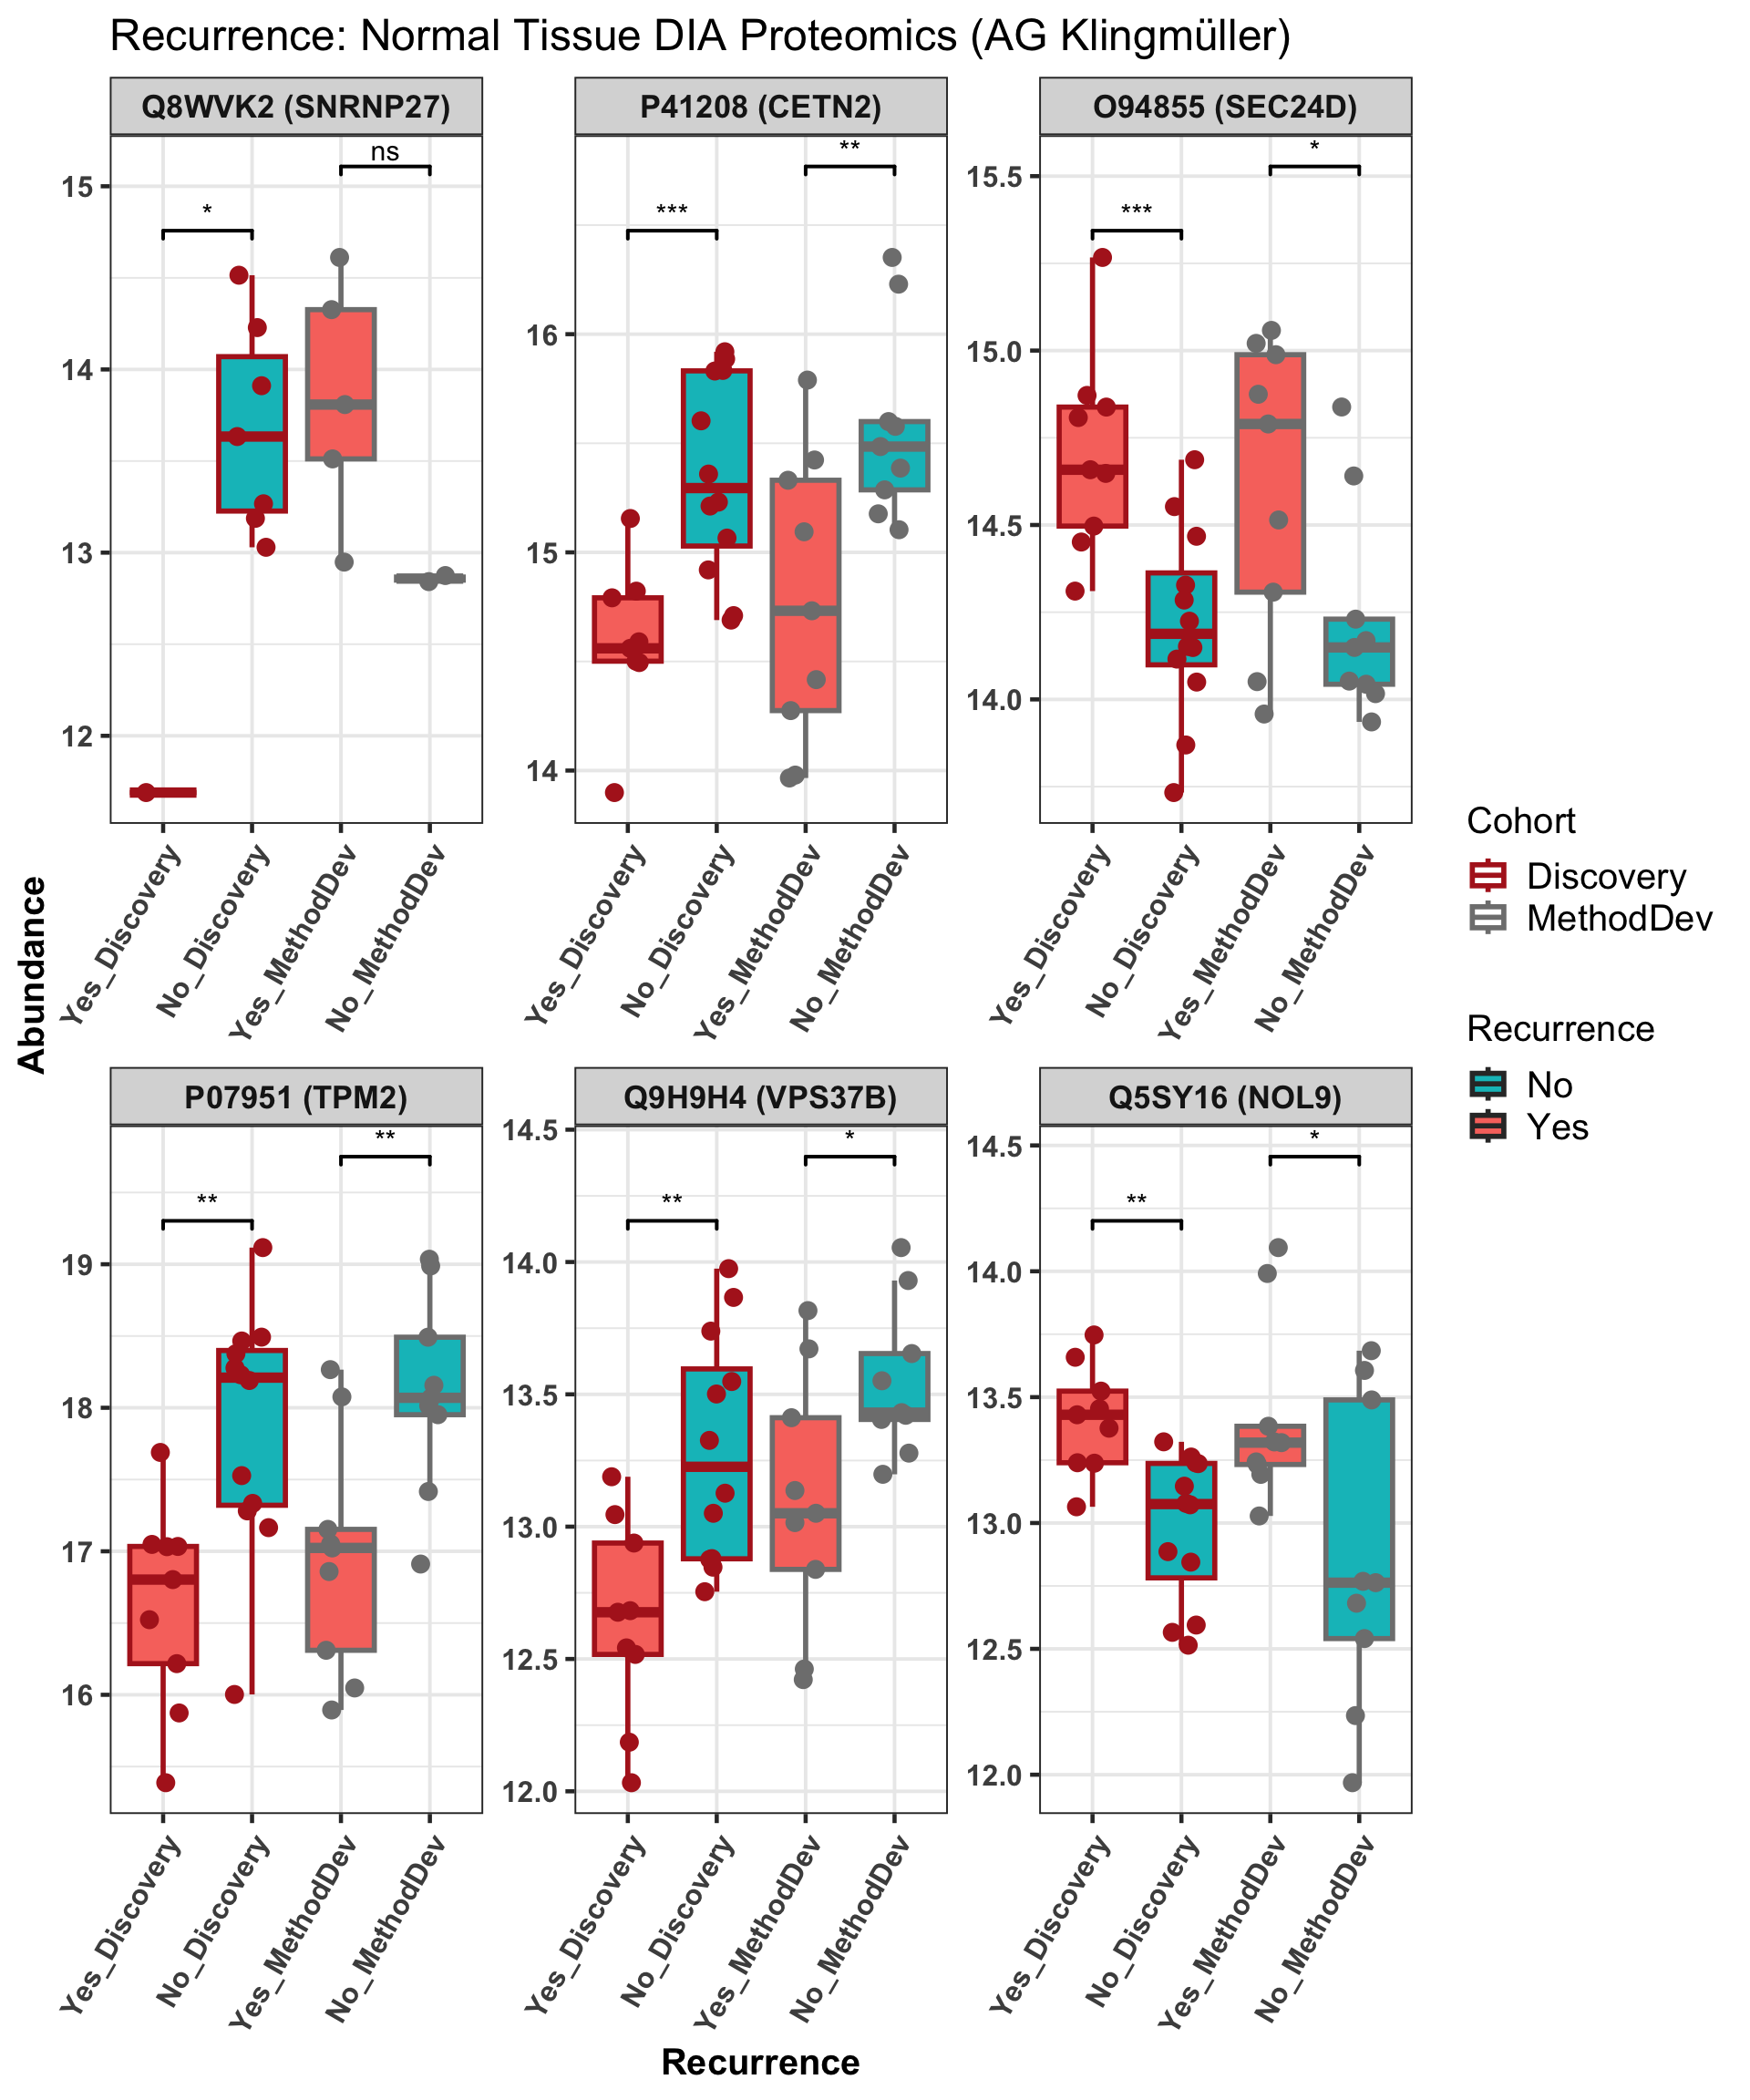 Recurrence: Normal Tissue DIA Proteomics (AG Klingmüller)
Q8WVK2 (SNRNP27)
P41208 (CETN2)
O94855 (SEC24D)
ns
*
15
14
13
12
**
***
16
15
14
*
***
15.5
15.0
14.5
14.0
Yes_Discovery
No_Discovery
Yes_MethodDev
No_MethodDev
Yes_Discovery
No_Discovery
Yes_MethodDev
No_MethodDev
Yes_Discovery
No_Discovery
Yes_MethodDev
No_MethodDev
Abundance
Cohort
Discovery
MethodDev
Recurrence
No
Yes
P07951 (TPM2)
Q9H9H4 (VPS37B)
Q5SY16 (NOL9)
**
**
19
18
17
16
*
**
14.5
14.0
13.5
13.0
12.5
12.0
*
**
14.5
14.0
13.5
13.0
12.5
12.0
Yes_Discovery
No_Discovery
Yes_MethodDev
No_MethodDev
Yes_Discovery
No_Discovery
Yes_MethodDev
No_MethodDev
Yes_Discovery
No_Discovery
Yes_MethodDev
No_MethodDev
Recurrence